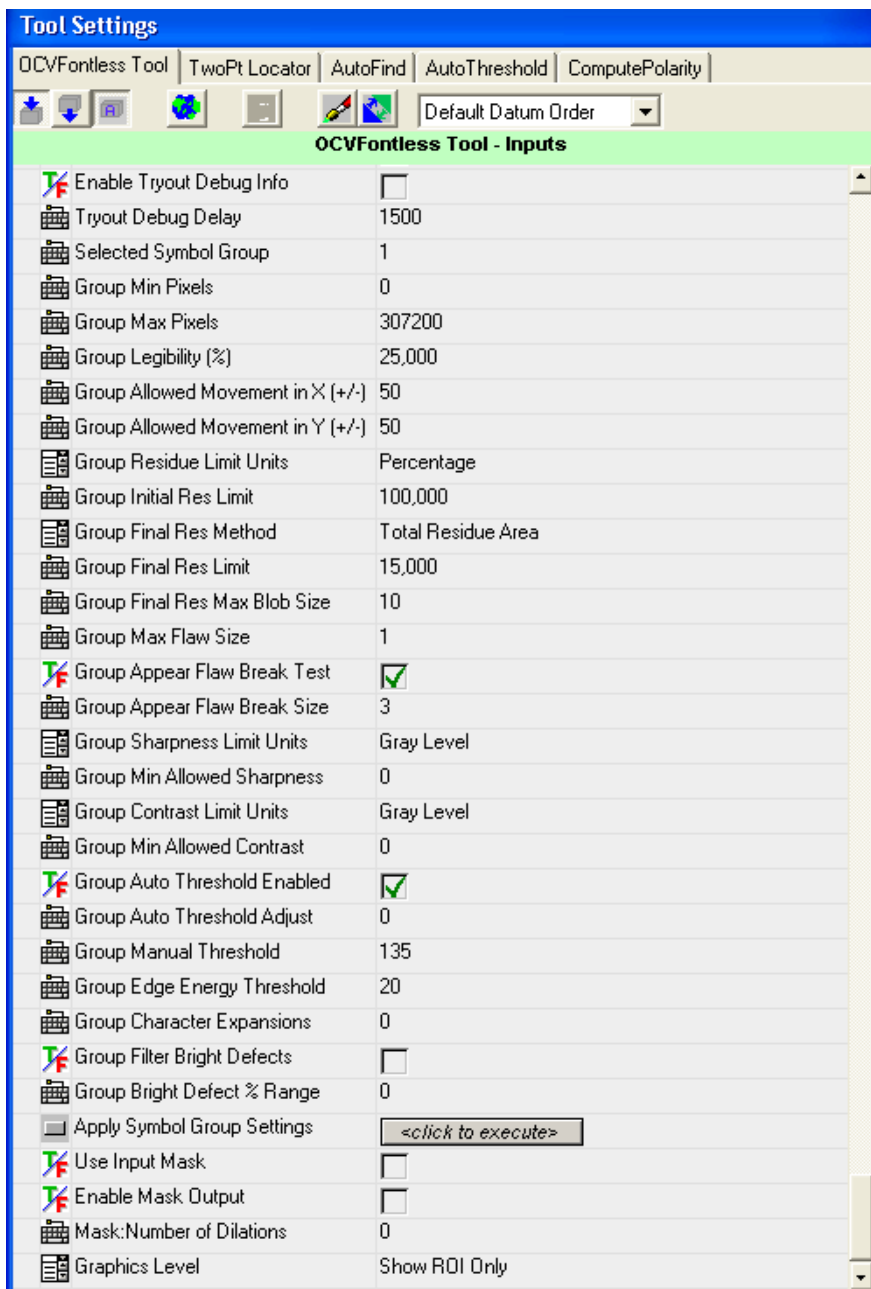 Tool Settings
OCVFontless Tool TwoPt Locator AutoFind AutoThreshold ComputePolarity
A Default Datum Order
OCVFontless Tool - Inputs
T/F Enable Tryout Debug Info
Tryout Debug Delay 1500
Selected Symbol Group 1
Group Min Pixels 0
Group Max Pixels 307200
Group Legibility (%) 25,000
Group Allowed Movement in X (+/-) 50
Group Allowed Movement in Y (+/-) 50
Group Residue Limit Units Percentage
Group Initial Res Limit 100,000
Group Final Res Method Total Residue Area
Group Final Res Limit 15,000
Group Final Res Max Blob Size 10
Group Max Flaw Size 1
T/F Group Appear Flaw Break Test
Group Appear Flaw Break Size 3
Group Sharpness Limit Units Gray Level
Group Min Allowed Sharpness 0
Group Contrast Limit Units Gray Level
Group Min Allowed Contrast 0
T/F Group Auto Threshold Enabled
Group Auto Threshold Adjust 0
Group Manual Threshold 135
Group Edge Energy Threshold 20
Group Character Expansions 0
T/F Group Filter Bright Defects
Group Bright Defect % Range 0
Apply Symbol Group Settings <click to execute>
T/F Use Input Mask
T/F Enable Mask Output
Mask:Number of Dilations 0
Graphics Level Show ROI Only